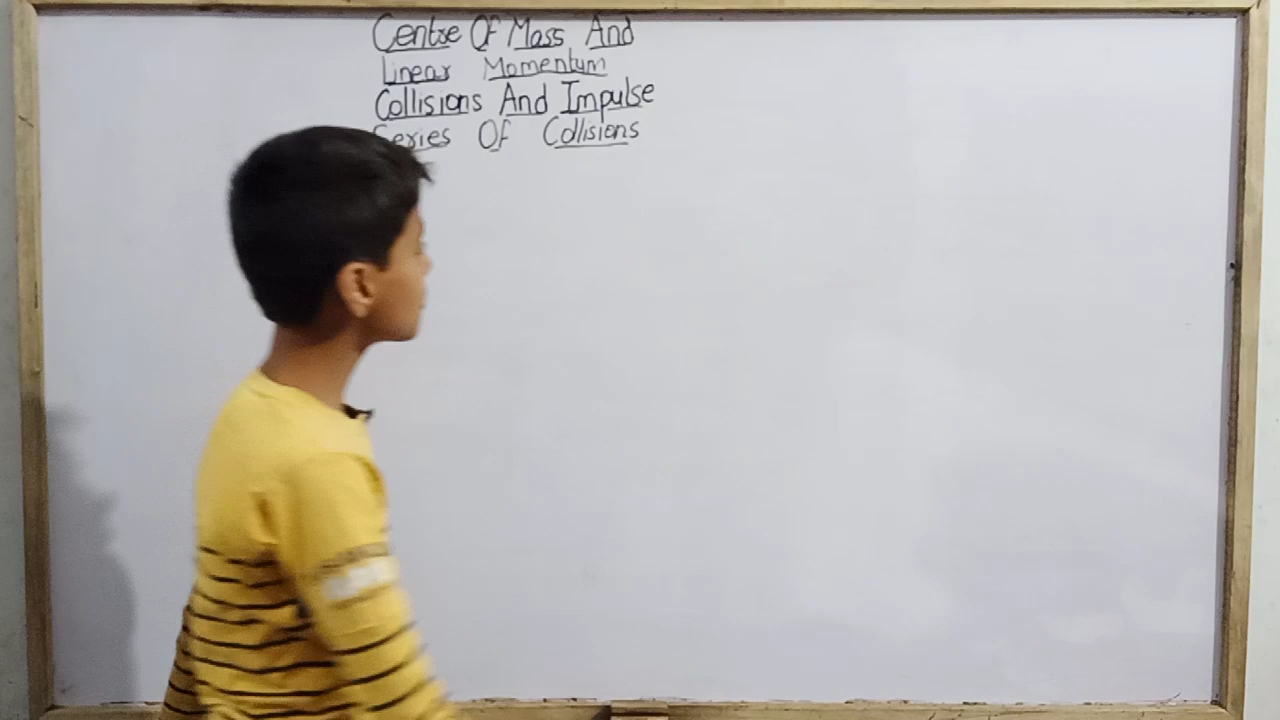 Centre Of Mass And
Linear Momentum
Collisions And Impulse
Series Of Collisions